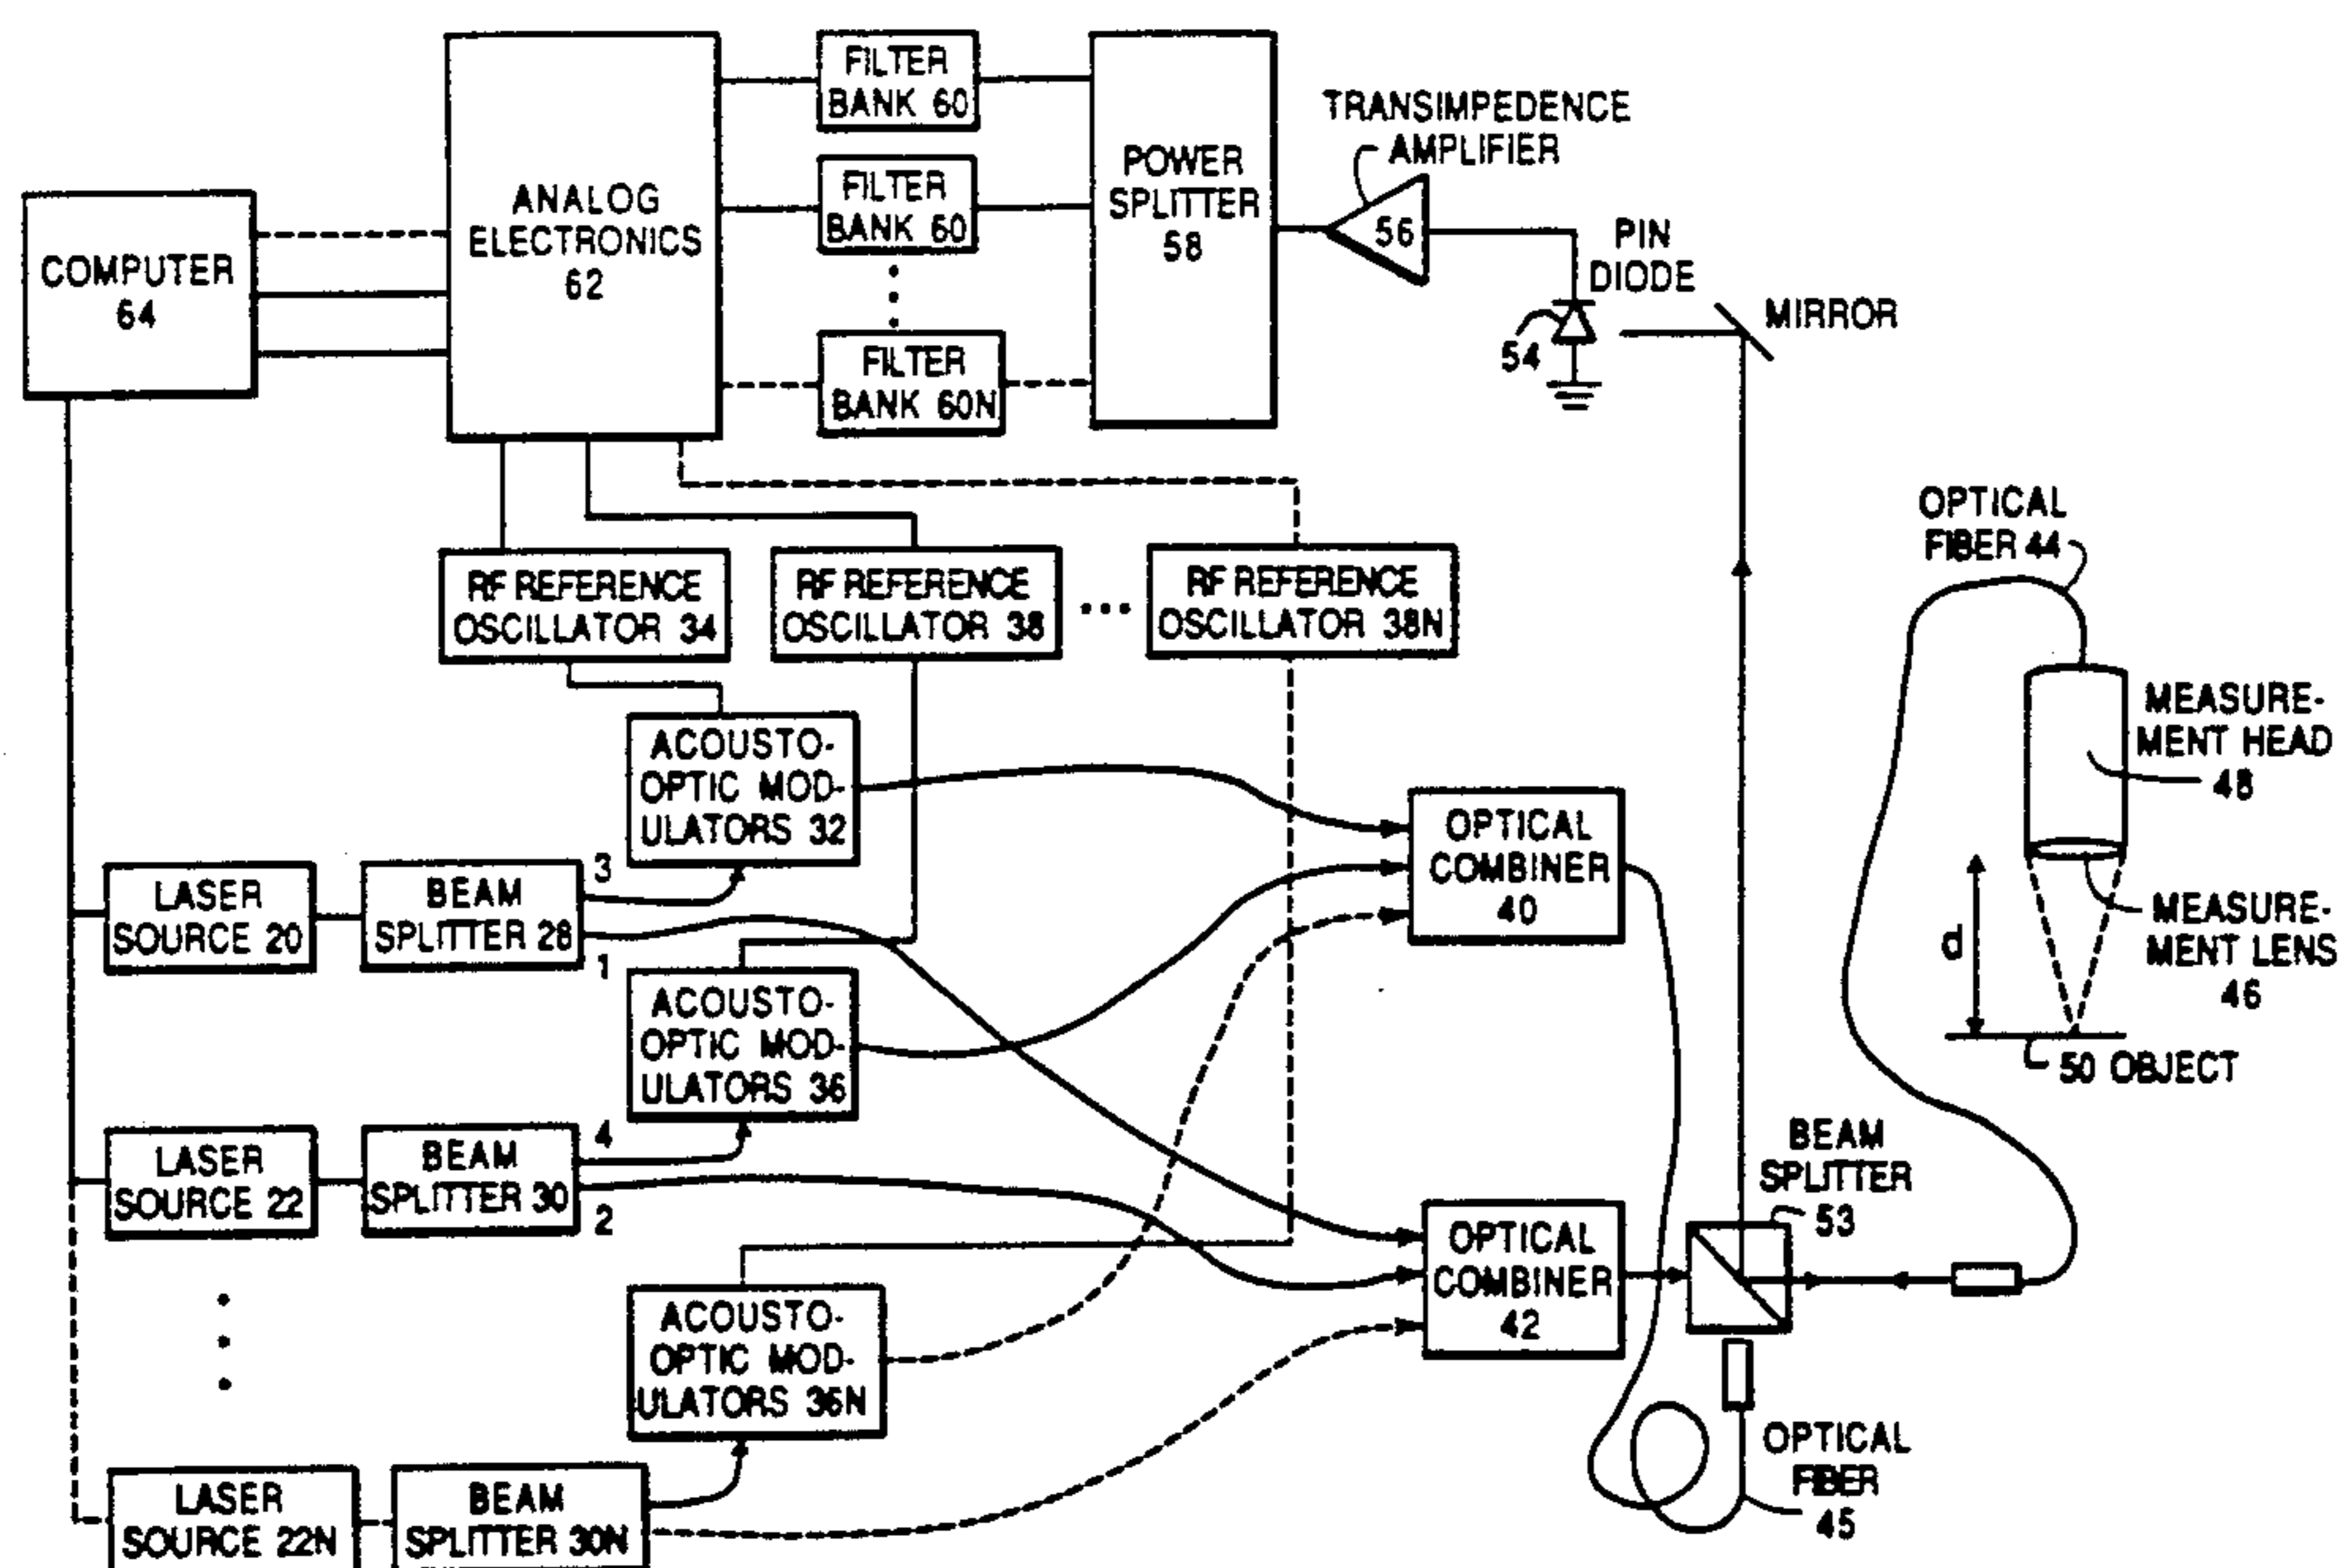 FILTER
BANK 60
TRANSIMPEDENCE
AMPLIFIER
POWER
SPLITTER
58
ANALOG
ELECTRONICS
62
FILTER
BANK 60
56
PIN
DIODE
COMPUTER
64
MIRROR
54
FILTER
BANK 60N
OPTICAL
FIBER 44
RF REFERENCE
OSCILLATOR 34
RF REFERENCE
OSCILLATOR 38
...
RF REFERENCE
OSCILLATOR 38N
MEASURE-
MENT HEAD
48
ACOUSTO-
OPTIC MOD-
ULATORS 32
OPTICAL
COMBINER
40
3
LASER
SOURCE 20
BEAM
SPLITTER 28
1
d
MEASURE-
MENT LENS
46
ACOUSTO-
OPTIC MOD-
ULATORS 36
50 OBJECT
4
LASER
SOURCE 22
BEAM
SPLITTER 30
2
BEAM
SPLITTER
53
OPTICAL
COMBINER
42
ACOUSTO-
OPTIC MOD-
ULATORS 36N
OPTICAL
FIBER
45
LASER
SOURCE 22N
BEAM
SPLITTER 30N